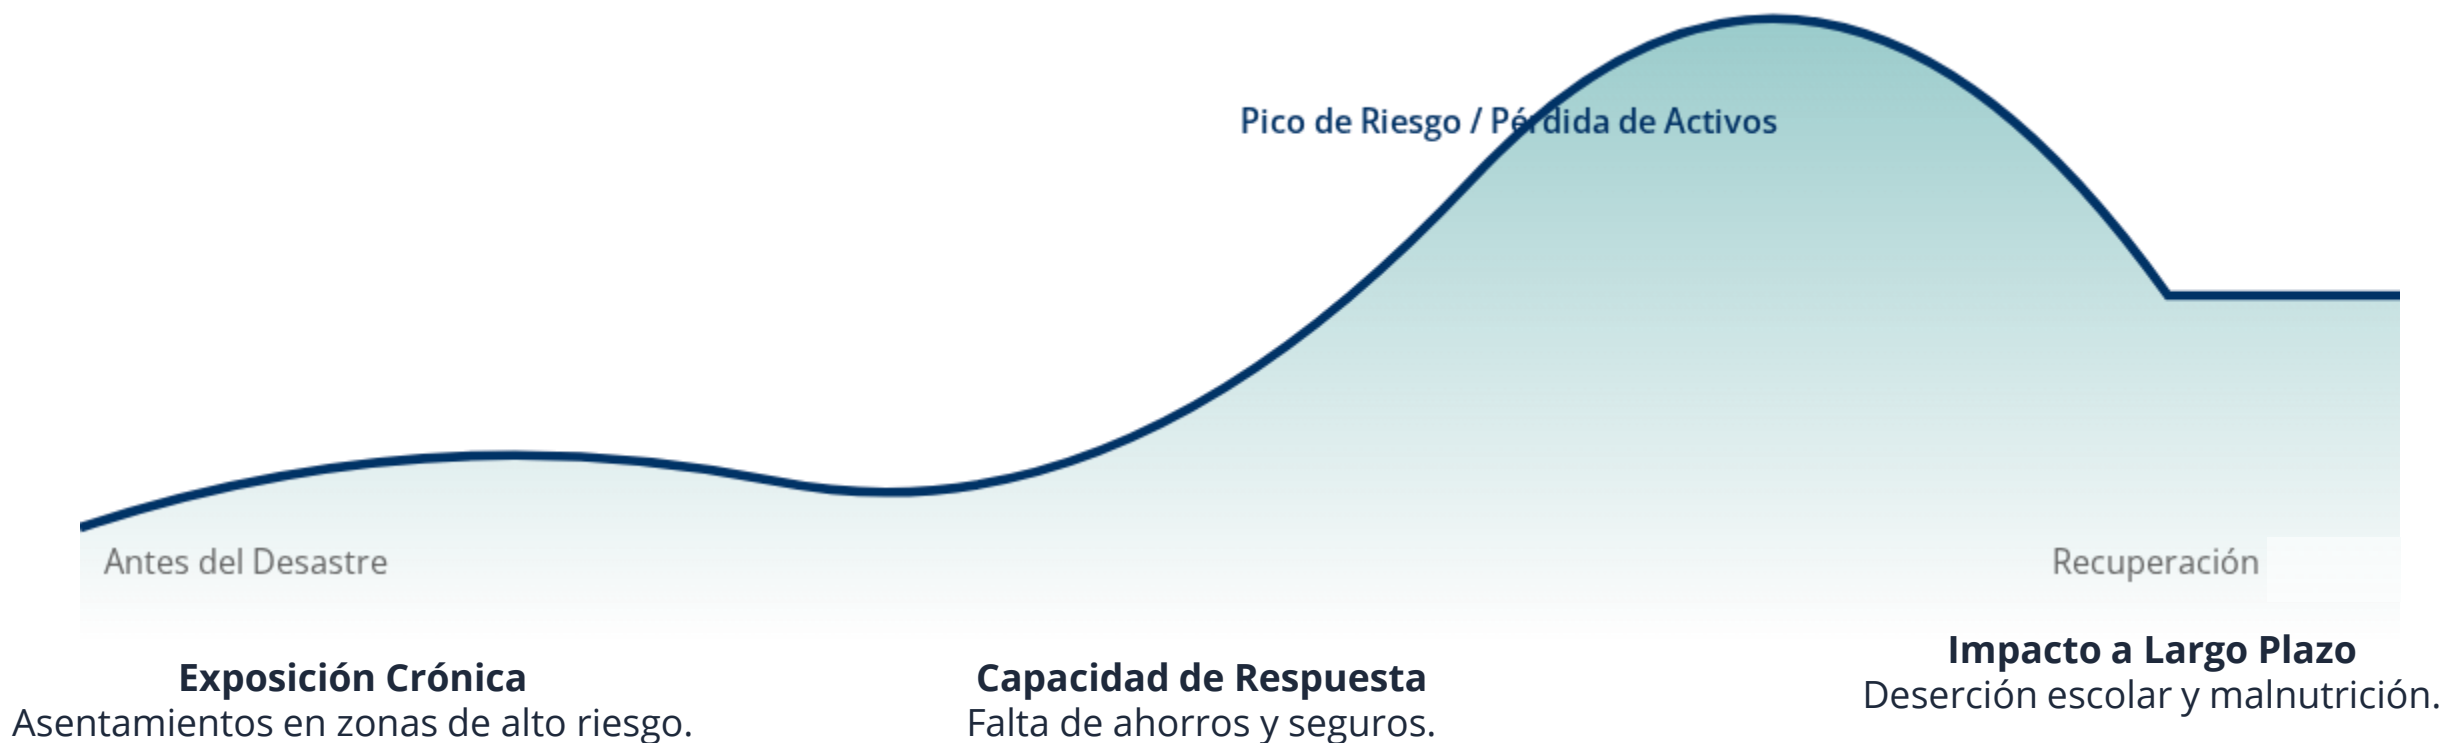 Pico de Riesgo / Pérdida de Activos
Antes del Desastre
Recuperación
Exposición Crónica
Asentamientos en zonas de alto riesgo.
Capacidad de Respuesta
Falta de ahorros y seguros.
Impacto a Largo Plazo
Deserción escolar y malnutrición.